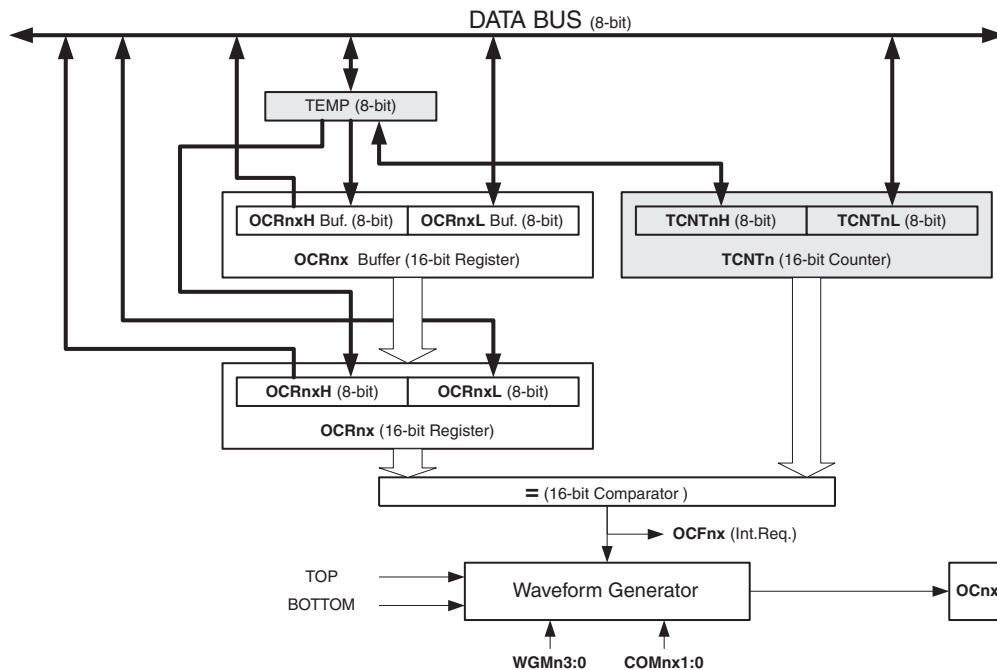 DATA BUS (8-bit)
TEMP (8-bit)
OCRnxH Buf. (8-bit) OCRnxL Buf. (8-bit)
OCRnx Buffer (16-bit Register)
TCNTnH (8-bit) TCNTnL (8-bit)
TCNTn (16-bit Counter)
OCRnxH (8-bit) OCRnxL (8-bit)
OCRnx (16-bit Register)
= (16-bit Comparator )
OCFnx (Int.Req.)
TOP
BOTTOM
Waveform Generator
OCnx
WGMn3:0 COMnx1:0